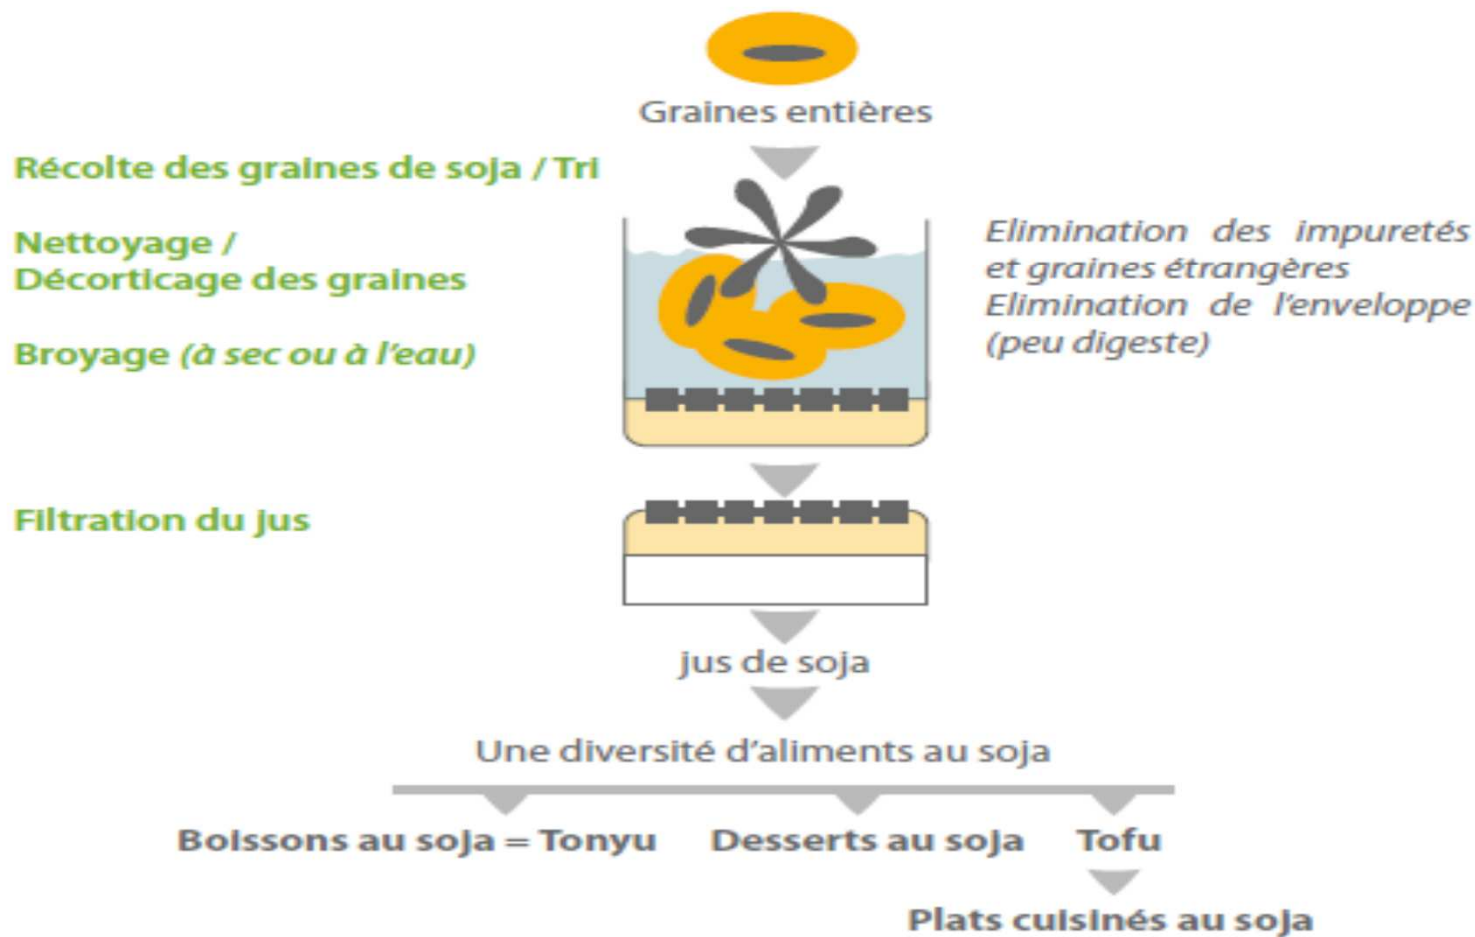 Graines entières
Récolte des graines de soja / Tri
Nettoyage /
Décorticage des graines
Broyage (à sec ou à l'eau)
Elimination des impuretés
et graines étrangères
Elimination de l'enveloppe
(peu digeste)
Filtration du jus
jus de soja
Une diversité d'aliments au soja
Boissons au soja = Tonyu
Desserts au soja
Tofu
Plats cuisinés au soja